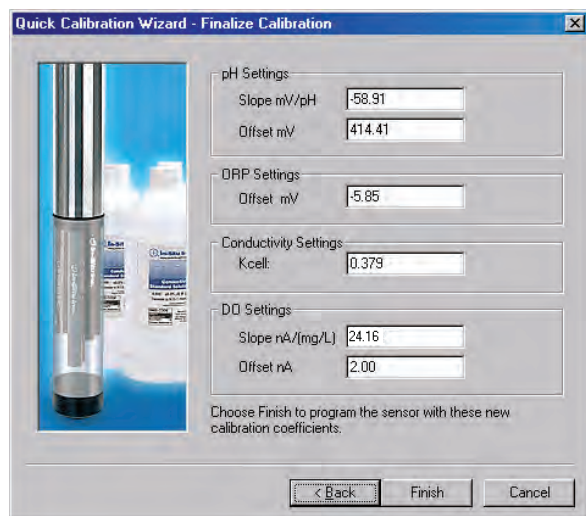 Quick Calibration Wizard - Finalize Calibration
pH Settings
Slope mV/pH
-58.91
Offset mV
414.41
ORP Settings
Offset mV
-5.85
Conductivity Settings
Kcell:
0.379
DO Settings
Slope nA/(mg/L)
24.16
Offset nA
2.00
Choose Finish to program the sensor with these new
calibration coefficients.
< Back
Finish
Cancel